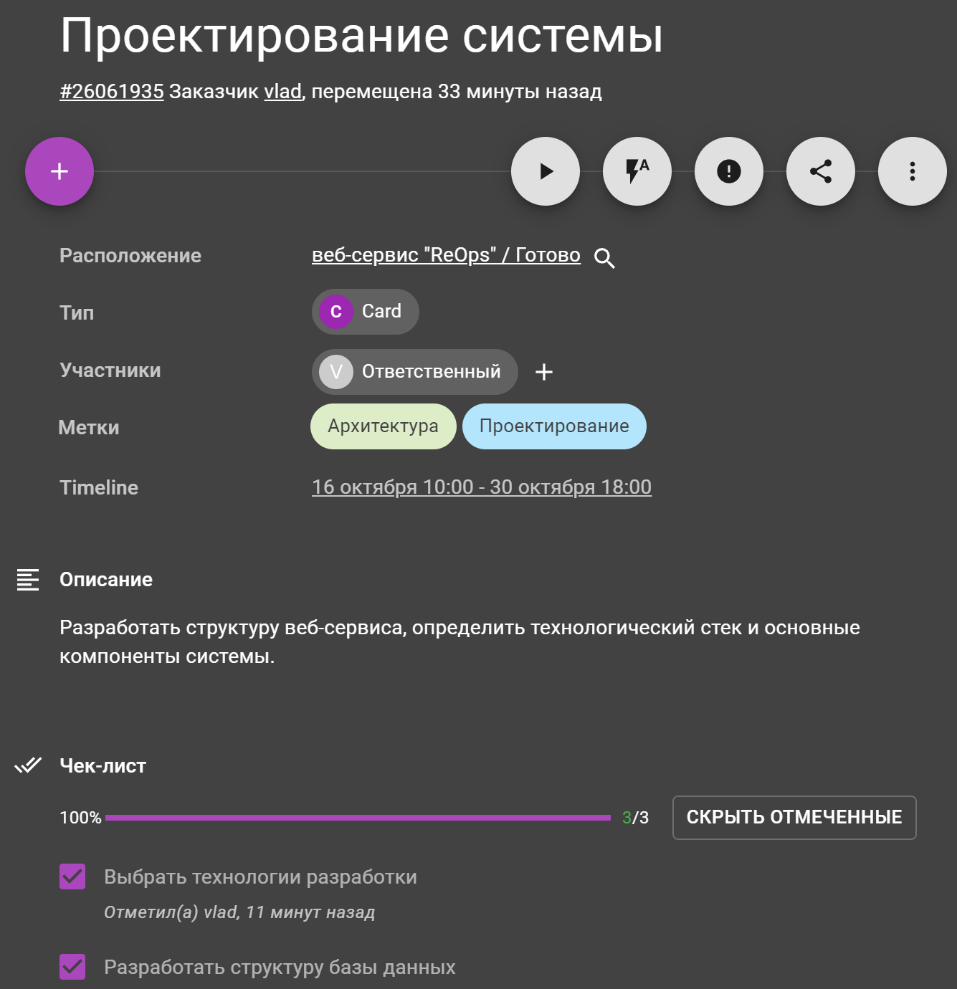 Проектирование системы
#26061935 Заказчик vlad, перемещена 33 минуты назад
Расположение веб-сервис "ReOps" / Готово
Тип C Card
Участники V Ответственный
Метки Архитектура Проектирование
Timeline 16 октября 10:00 - 30 октября 18:00
Описание
Разработать структуру веб-сервиса, определить технологический стек и основные
компоненты системы.
Чек-лист
100% 3/3 СКРЫТЬ ОТМЕЧЕННЫЕ
Выбрать технологии разработки
Отметил(а) vlad, 11 минут назад
Разработать структуру базы данных